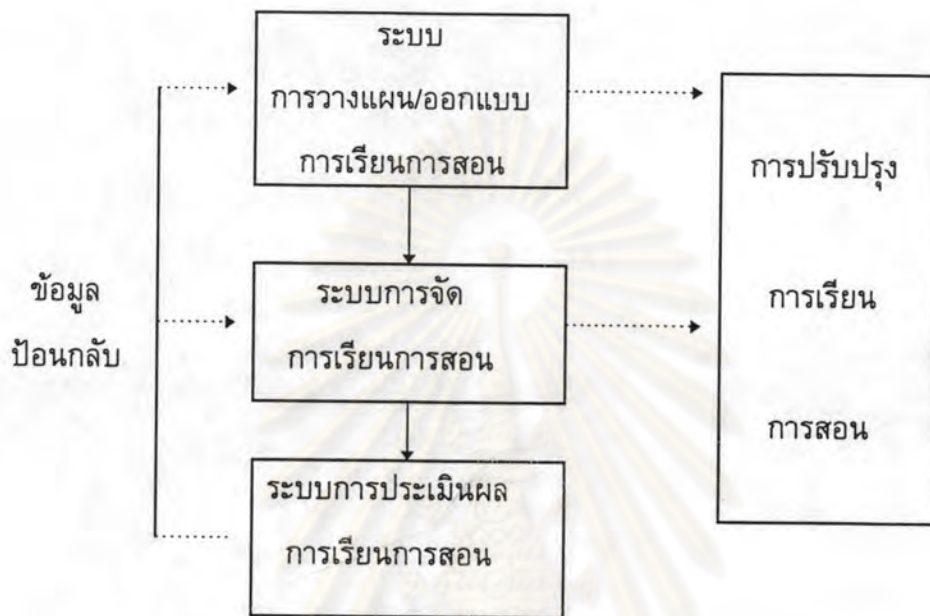 ระบบ
การวางแผน/ออกแบบ
การเรียนการสอน
การปรับปรุง
การเรียน
การสอน
ข้อมูล
ป้อนกลับ
ระบบการจัด
การเรียนการสอน
ระบบการประเมินผล
การเรียนการสอน